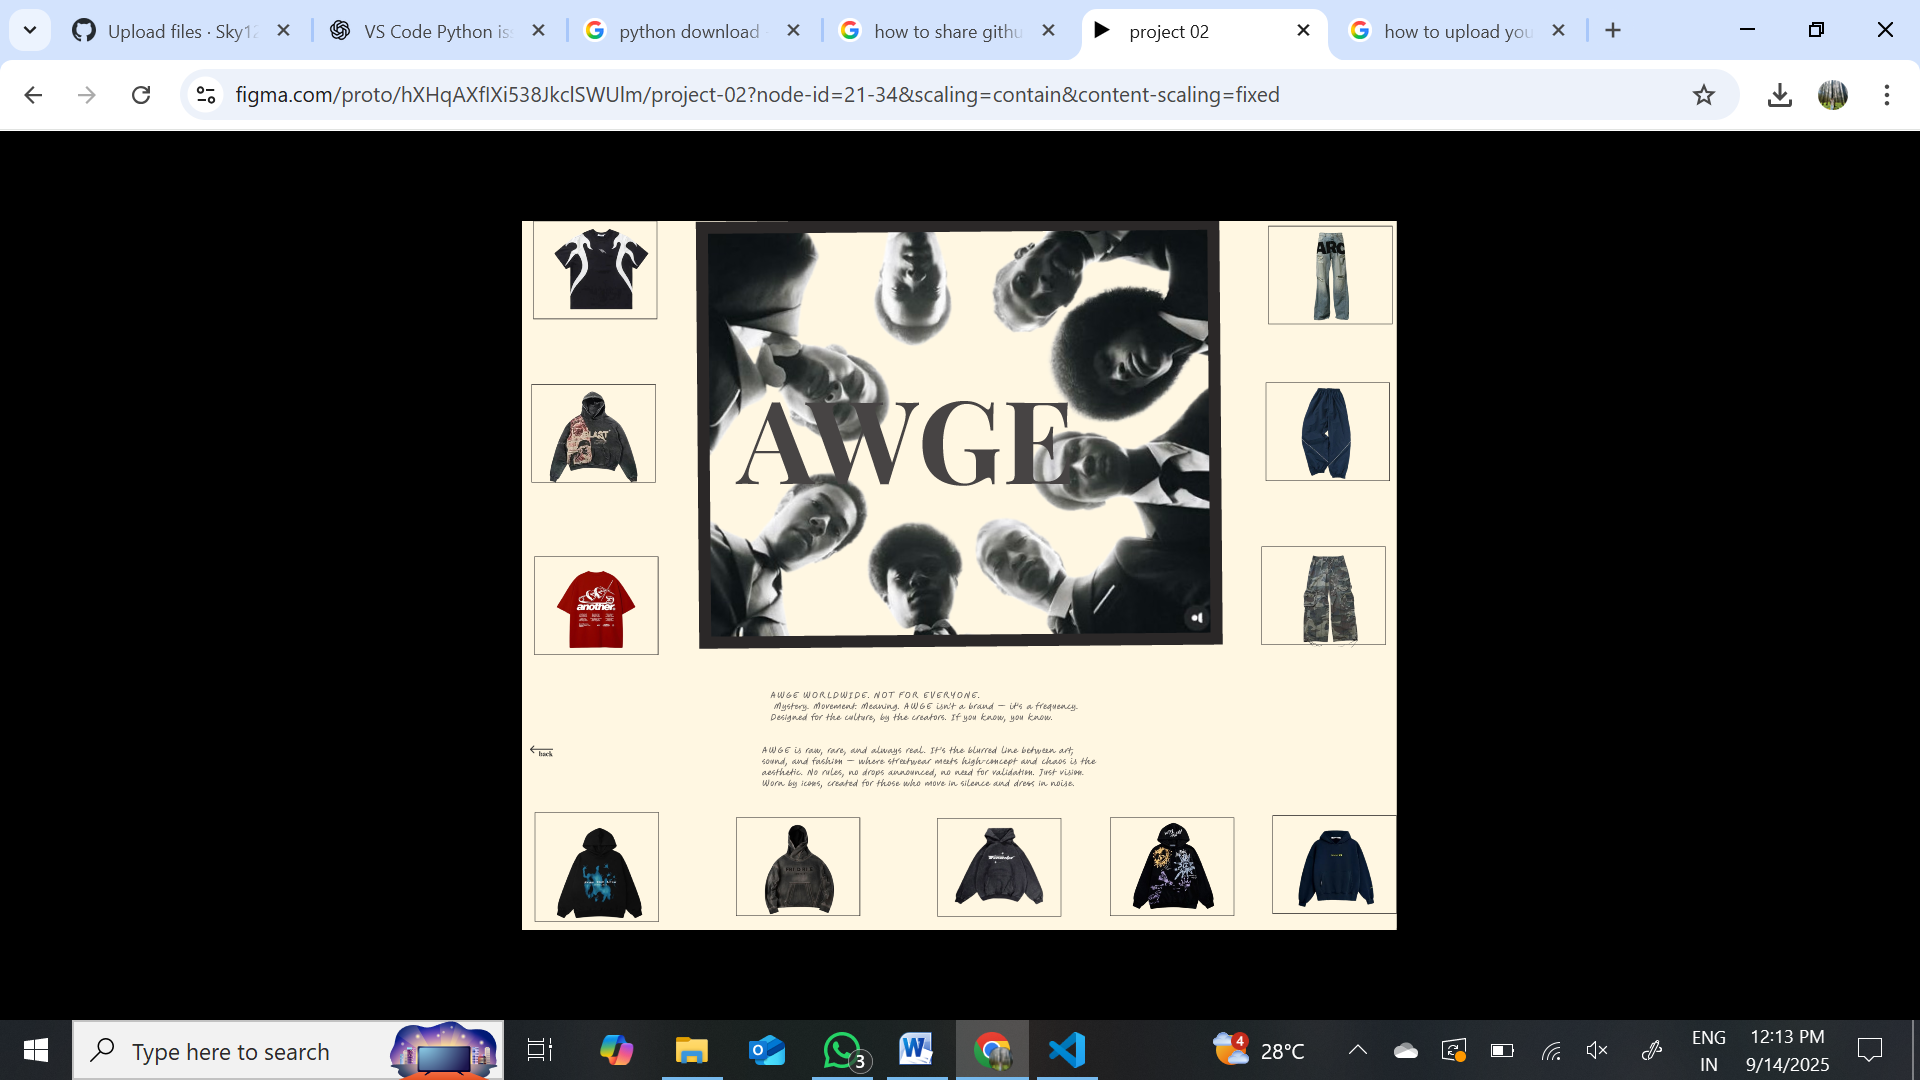 Upload files · Sky12
VS Code Python is
python download
how to share githu
project 02
how to upload you
figma.com/proto/hXHqAXflXi538JkclSWUlm/project-02?node-id=21-34&scaling=contain&content-scaling=fixed
ARC
AWGE
another.
AWGE WORLDWIDE. NOT FOR EVERYONE.
Mystery. Movement. Meaning. AWGE isn't a brand — it's a frequency.
Designed for the culture, by the creators. If you know, you know.
back
AWGE is raw, rare, and always real. It's the blurred line between art,
sound, and fashion — where streetwear meets high-concept and chaos is the
aesthetic. No rules, no drops announced, no need for validation. Just vision.
Worn by icons, created for those who move in silence and dress in noise.
Type here to search
3
4
28°C
ENG
IN
12:13 PM
9/14/2025